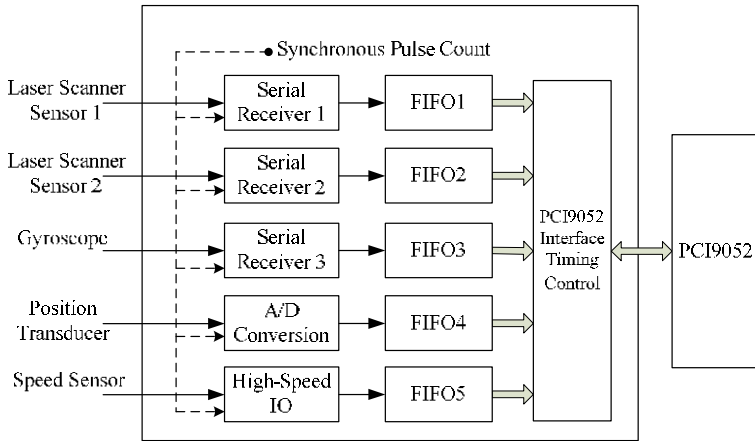 Synchronous Pulse Count
Laser Scanner
Sensor 1
Serial
Receiver 1
FIFO1
Laser Scanner
Sensor 2
Serial
Receiver 2
FIFO2
Gyroscope
Serial
Receiver 3
FIFO3
Position
Transducer
A/D
Conversion
FIFO4
Speed Sensor
High-Speed
IO
FIFO5
PCI9052
Interface
Timing
Control
PCI9052